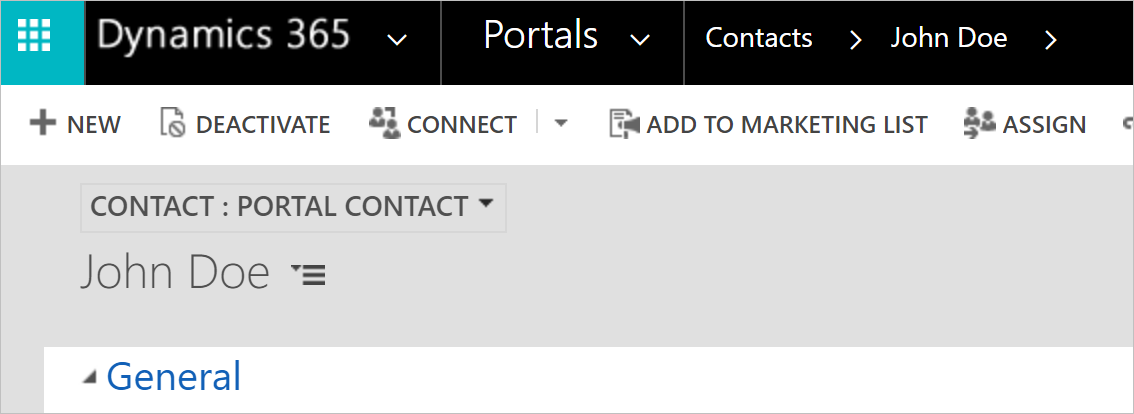 Dynamics 365 Portals Contacts John Doe
NEW DEACTIVATE CONNECT ADD TO MARKETING LIST ASSIGN
CONTACT : PORTAL CONTACT
John Doe
General